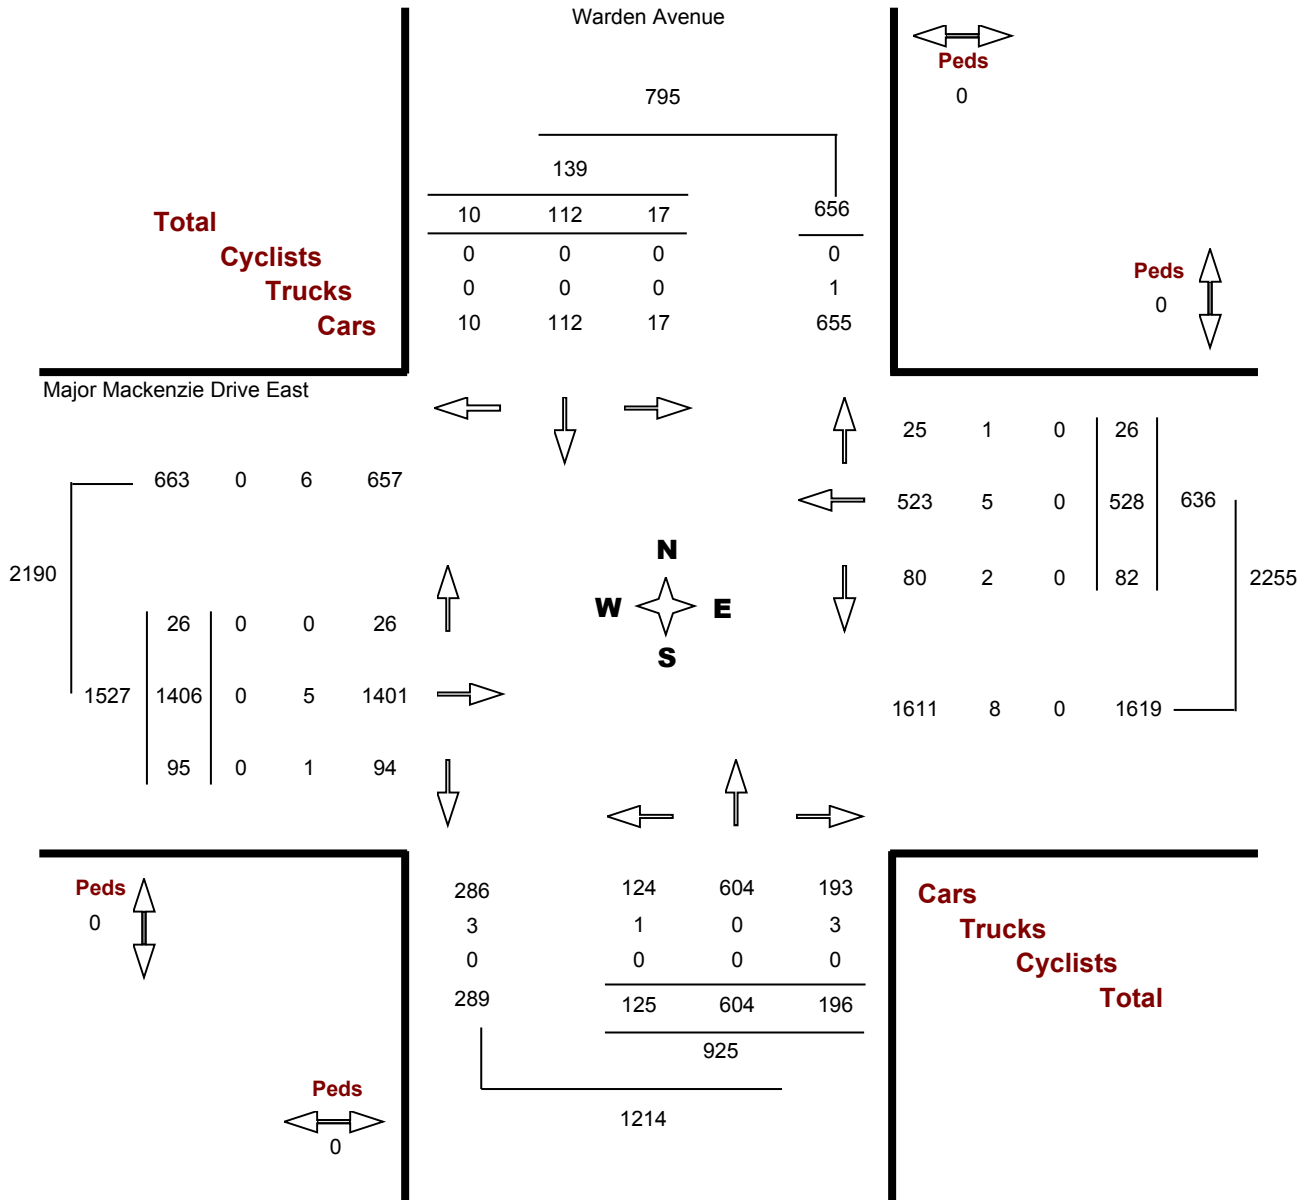 Warden Avenue
Peds
0
795
139
10 112 17 656
Total
Cyclists
Trucks
Cars
0 0 0 0
0 0 0 1
10 112 17 655
Peds
0
Major Mackenzie Drive East
25 1 0 26
663 0 6 657
523 5 0 528 636
2190
80 2 0 82 2255
N
W E
S
26 0 0 26
1527 1406 0 5 1401
1611 8 0 1619
95 0 1 94
Peds
0
286 124 604 193
3 1 0 3
0 0 0 0
289 125 604 196
925
1214
Cars
Trucks
Cyclists
Total
Peds
0